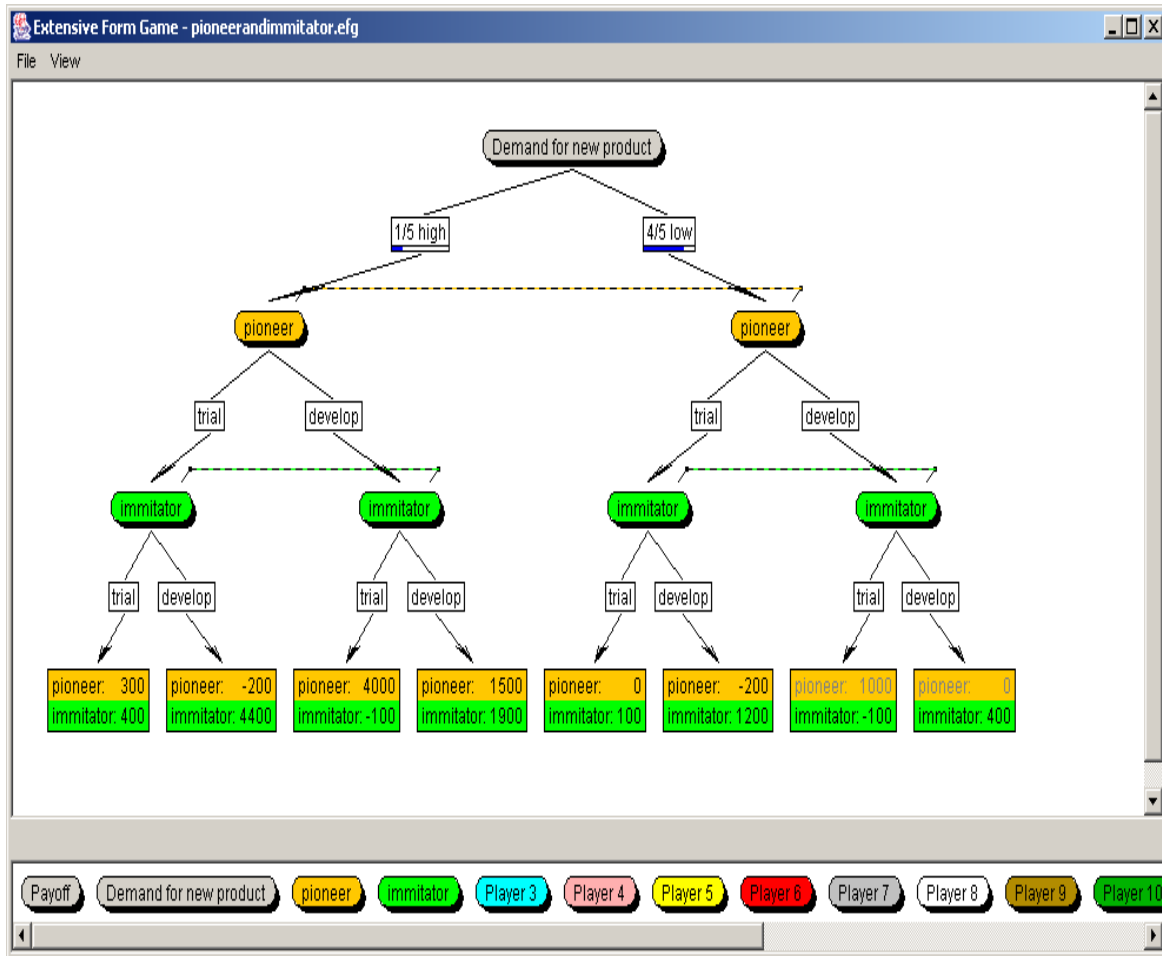 Extensive Form Game - pioneerandimmitator.efg
File View
Demand for new product
1/5 high
4/5 low
pioneer
pioneer
trial
develop
trial
develop
immitator
immitator
immitator
immitator
trial
develop
trial
develop
trial
develop
trial
develop
pioneer: 300
immitator: 400
pioneer: -200
immitator: 4400
pioneer: 4000
immitator: -100
pioneer: 1500
immitator: 1900
pioneer: 0
immitator: 100
pioneer: -200
immitator: 1200
pioneer: 1000
immitator: -100
pioneer: 0
immitator: 400
Payoff
Demand for new product
pioneer
immitator
Player 3
Player 4
Player 5
Player 6
Player 7
Player 8
Player 9
Player 10